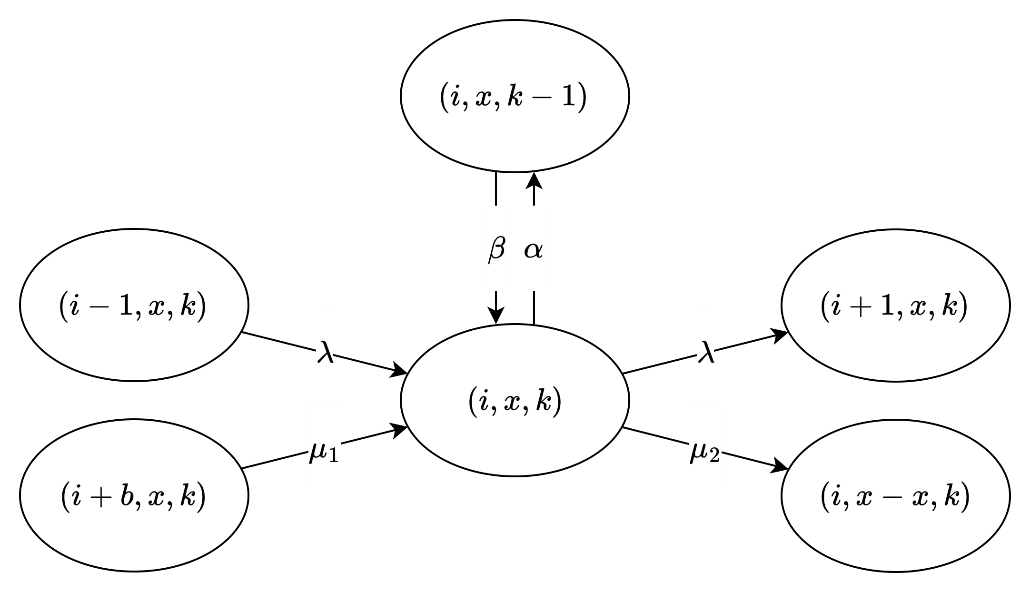 (i, x, k − 1)
β α
(i − 1, x, k)
(i + 1, x, k)
λ
λ
(i, x, k)
μ₁
μ₂
(i + b, x, k)
(i, x − x, k)